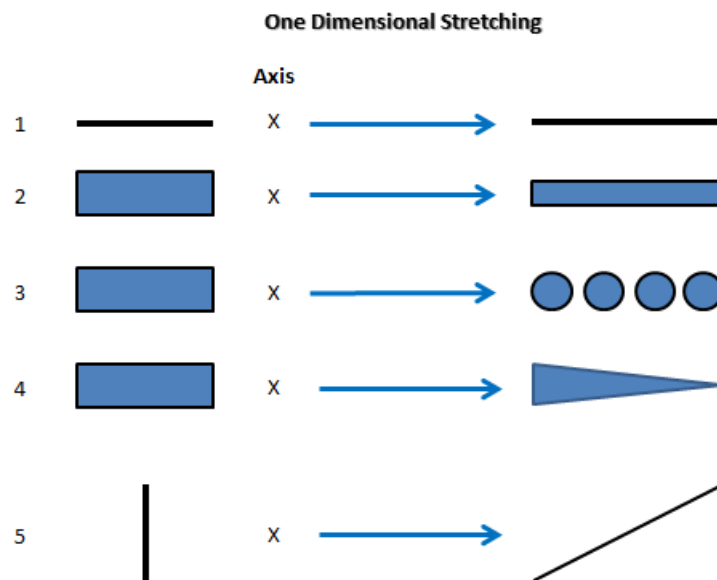 One Dimensional Stretching
Axis
1 X
2 X
3 X
4 X
5 X